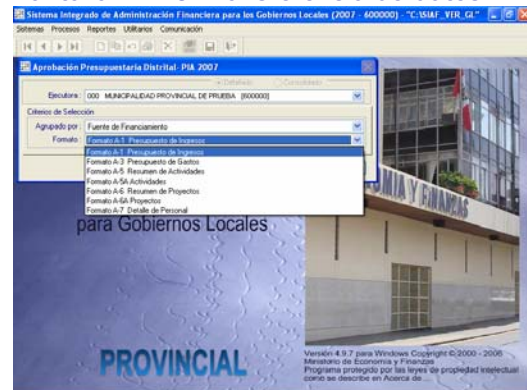 Sistema Integrado de Administración Financiera para los Gobiernos Locales (2007 - 600000) - "C:\SIAF_VER_GL"
Sistemas Procesos Reportes Utilitarios Comunicación
Aprobación Presupuestaria Distrital- PIA 2007
Detallado Consolidado
Ejecutora: 000 MUNICIPALIDAD PROVINCIAL DE PRUEBA [600000]
Criterios de Selección
Agrupado por: Fuente de Financiamiento
Formato: Formato A-1 Presupuesto de Ingresos
Formato A-1 Presupuesto de Ingresos
Formato A-3 Presupuesto de Gastos
Formato A-5 Resumen de Actividades
Formato A-5A Actividades
Formato A-6 Resumen de Proyectos
Formato A-6A Proyectos
Formato A-7 Detalle de Personal
para Gobiernos Locales
MIA Y FINANZAS
PROVINCIAL
Versión 4.9.7 para Windows Copyright © 2000 - 2006
Ministerio de Economía y Finanzas
Programa protegido por las leyes de propiedad intelectual
como se describe en Acerca de...